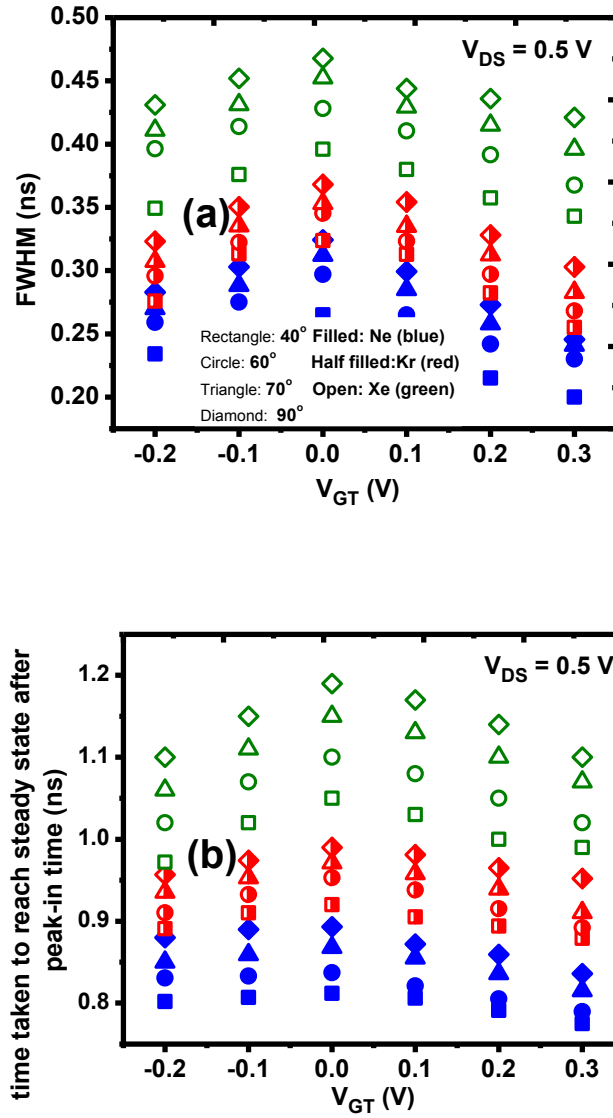 0.50
V_DS = 0.5 V
0.45
0.40
0.35
(a)
0.30
FWHM (ns)
0.25
Rectangle: 40° Filled: Ne (blue)
Circle: 60° Half filled:Kr (red)
Triangle: 70° Open: Xe (green)
Diamond: 90°
0.20
-0.2 -0.1 0.0 0.1 0.2 0.3
V_GT (V)
V_DS = 0.5 V
1.2
1.1
1.0
(b)
0.9
0.8
time taken to reach steady state after
peak-in time (ns)
-0.2 -0.1 0.0 0.1 0.2 0.3
V_GT (V)